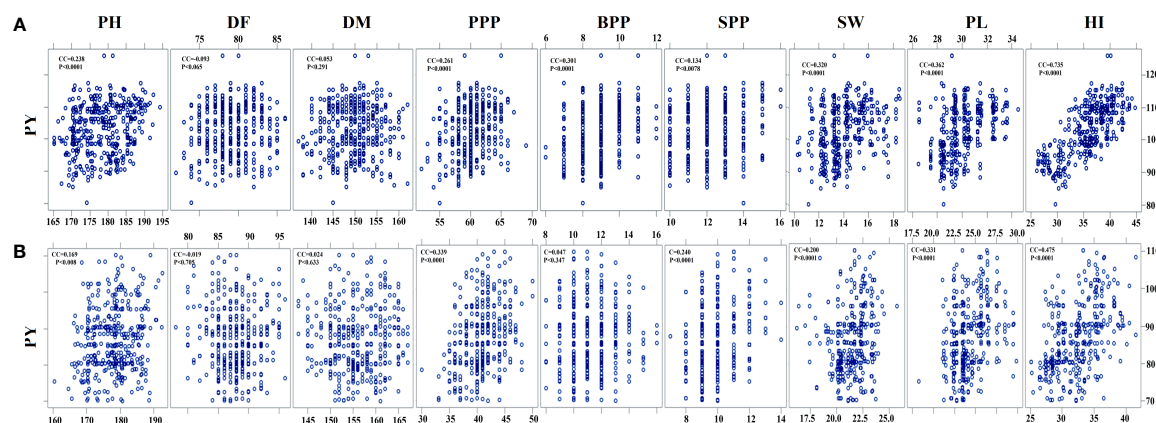 A
PH DF DM PPP BPP SPP SW PL HI
75 80 85 6 8 10 12 26 28 30 32 34
CC=0.238
P<0.0001
CC=-0.093
P<0.065
CC=0.053
P<0.291
CC=0.261
P<0.0001
CC=0.301
P<0.0001
CC=0.134
P=0.0078
CC=0.320
P<0.0001
CC=0.362
P<0.0001
CC=0.735
P<0.0001
PY
120
110
100
90
80
165 170 175 180 185 190 195 140 145 150 155 160 55 60 65 70 10 12 14 16 10 12 14 16 18 25 30 35 40 45
B
80 85 90 95 6 8 10 12 14 16 17.5 20.0 22.5 25.0 27.5 30.0
CC=0.169
P<0.008
CC=-0.019
P<0.705
CC=0.024
P<0.633
CC=0.339
P<0.0001
CC=0.047
P<0.347
CC=0.240
P<0.0001
CC=0.200
P<0.0001
CC=0.331
P<0.0001
CC=0.475
P<0.0001
PY
110
100
90
80
70
160 170 180 190 145 150 155 160 165 30 35 40 45 50 8 10 12 14 17.5 20.0 22.5 25.0 25 30 35 40